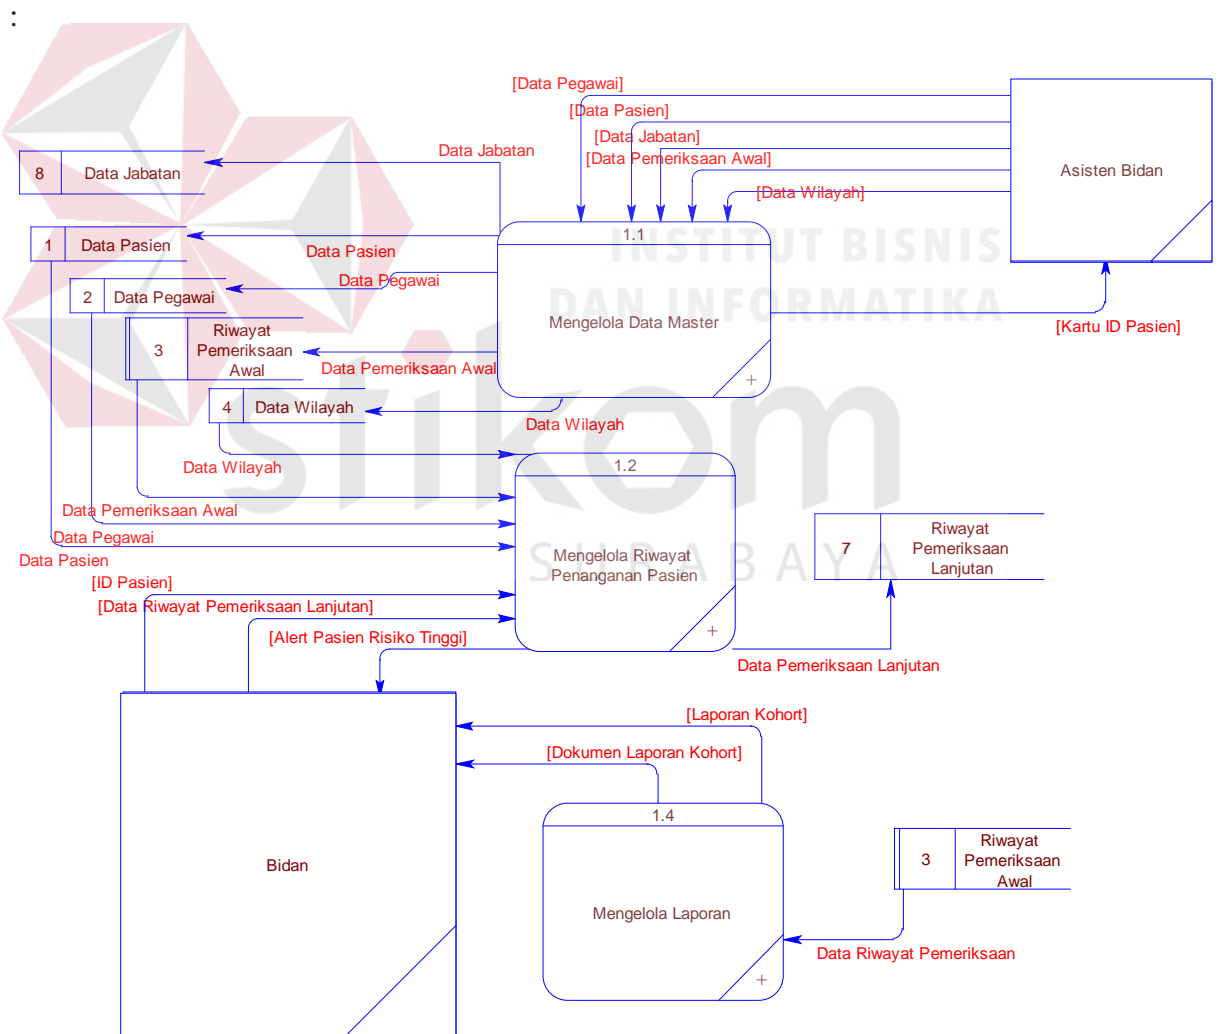 :
[Data Pegawai]
[Data Pasien]
[Data Jabatan]
[Data Pemeriksaan Awal]
[Data Wilayah]
Asisten Bidan
Data Jabatan
8 Data Jabatan
1 Data Pasien
Data Pasien
2 Data Pegawai
Data Pegawai
3
Riwayat
Pemeriksaan
Awal
Data Pemeriksaan Awal
4 Data Wilayah
Data Wilayah
1.1
Mengelola Data Master
+
[Kartu ID Pasien]
INSTITUT BISNIS
DAN INFORMATIKA
stikom
SURABAYA
Data Wilayah
Data Pemeriksaan Awal
Data Pegawai
Data Pasien
[ID Pasien]
[Data Riwayat Pemeriksaan Lanjutan]
[Alert Pasien Risiko Tinggi]
1.2
Mengelola Riwayat
Penanganan Pasien
+
7
Riwayat
Pemeriksaan
Lanjutan
Data Pemeriksaan Lanjutan
[Laporan Kohort]
[Dokumen Laporan Kohort]
Bidan
1.4
Mengelola Laporan
+
3
Riwayat
Pemeriksaan
Awal
Data Riwayat Pemeriksaan